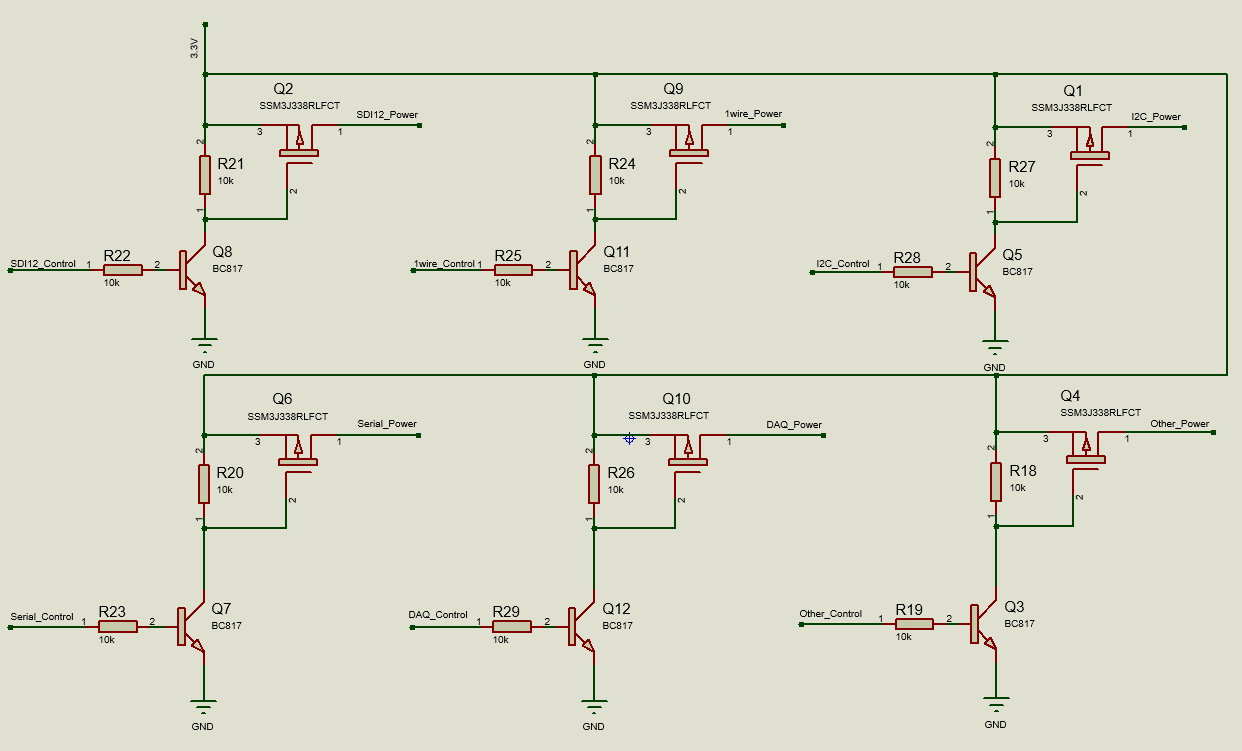 3.3V
Q2
SSM3J338RLFCT
SDI12_Power
3
1
2
R21
10k
1
2
SDI12_Control
1
R22
10k
2
Q8
BC817
GND
Q9
SSM3J338RLFCT
1wire_Power
3
1
2
R24
10k
1
2
1wire_Control
1
R25
10k
2
Q11
BC817
GND
Q1
SSM3J338RLFCT
I2C_Power
3
1
2
R27
10k
1
2
I2C_Control
1
R28
10k
2
Q5
BC817
GND
Q6
SSM3J338RLFCT
Serial_Power
3
1
2
R20
10k
1
2
Serial_Control
1
R23
10k
2
Q7
BC817
GND
Q10
SSM3J338RLFCT
DAQ_Power
3
1
2
R26
10k
1
2
DAQ_Control
1
R29
10k
2
Q12
BC817
GND
Q4
SSM3J338RLFCT
Other_Power
3
1
2
R18
10k
1
2
Other_Control
1
R19
10k
2
Q3
BC817
GND